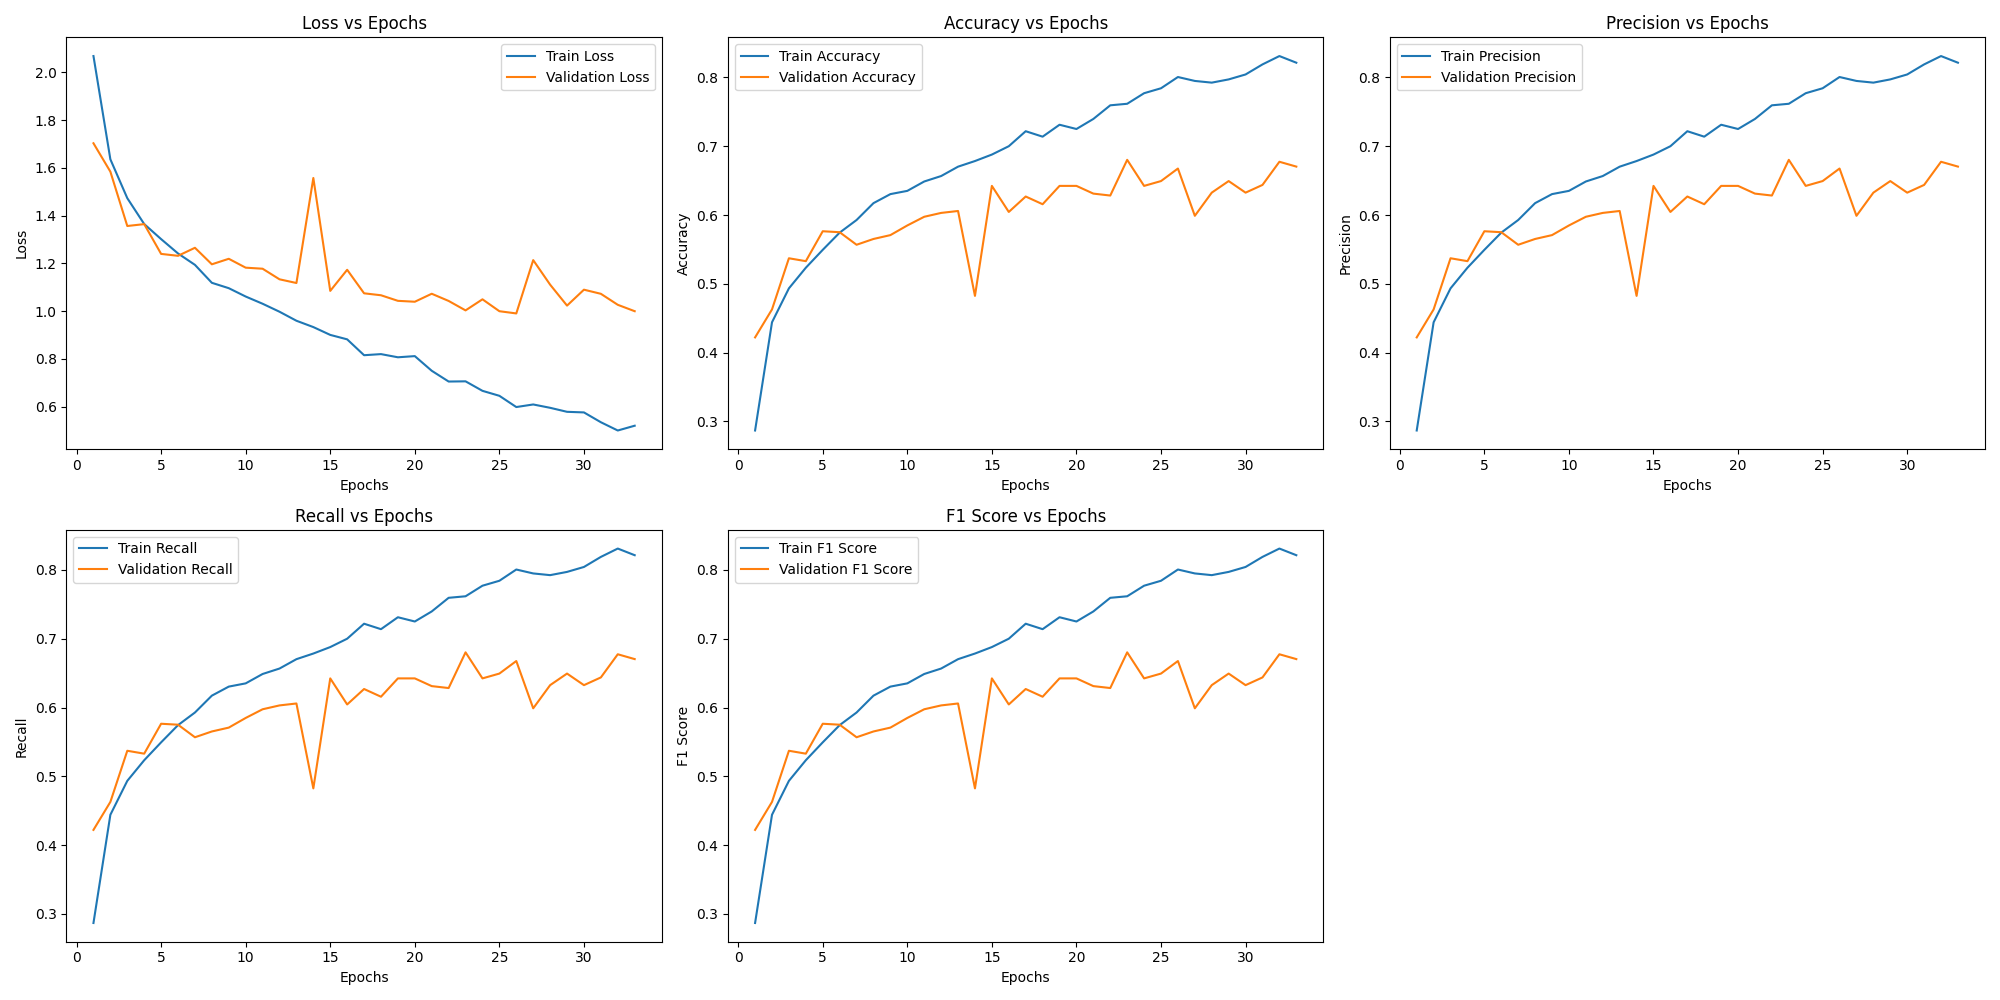 Loss vs Epochs
Train Loss
Validation Loss
2.0
1.8
1.6
1.4
1.2
1.0
0.8
0.6
Loss
0 5 10 15 20 25 30
Epochs
Accuracy vs Epochs
Train Accuracy
Validation Accuracy
0.8
0.7
0.6
0.5
0.4
0.3
Accuracy
0 5 10 15 20 25 30
Epochs
Precision vs Epochs
Train Precision
Validation Precision
0.8
0.7
0.6
0.5
0.4
0.3
Precision
0 5 10 15 20 25 30
Epochs
Recall vs Epochs
Train Recall
Validation Recall
0.8
0.7
0.6
0.5
0.4
0.3
Recall
0 5 10 15 20 25 30
Epochs
F1 Score vs Epochs
Train F1 Score
Validation F1 Score
0.8
0.7
0.6
0.5
0.4
0.3
F1 Score
0 5 10 15 20 25 30
Epochs